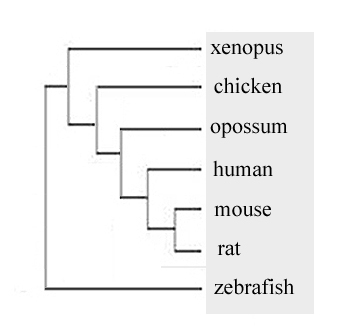 xenopus
chicken
opossum
human
mouse
rat
zebrafish